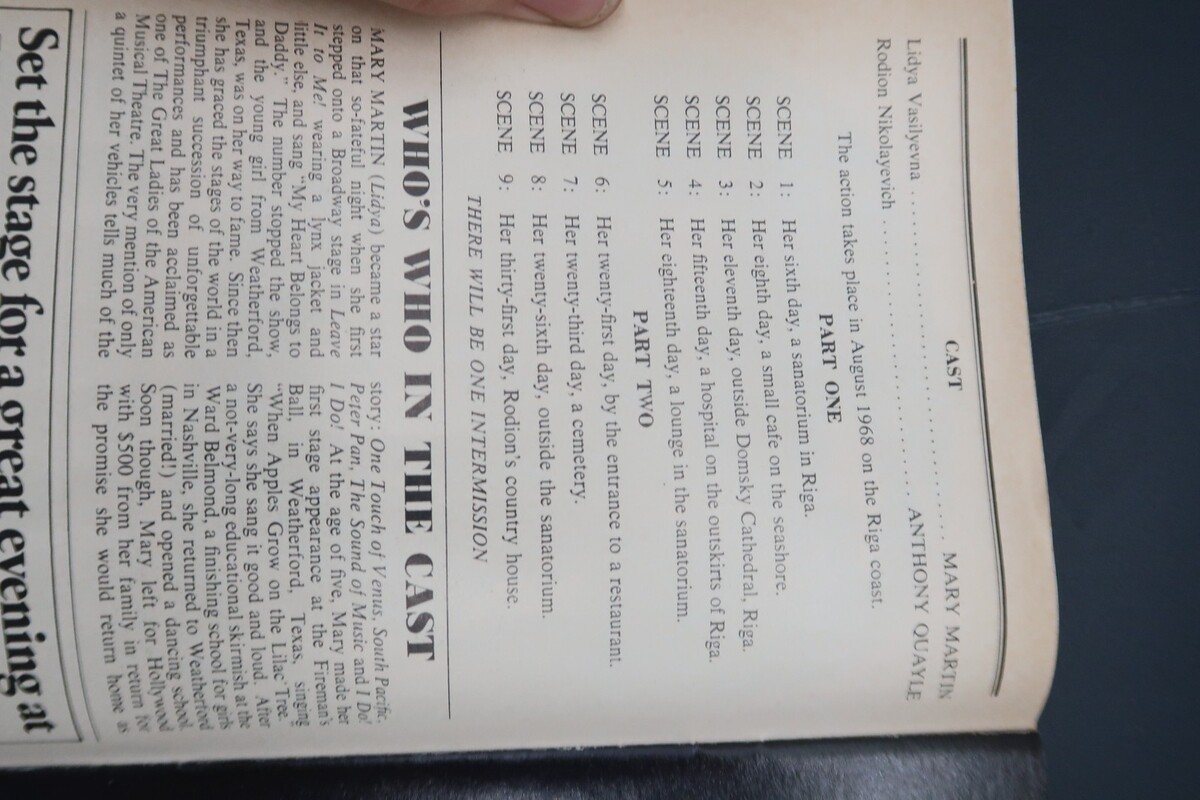 CAST
Lidya Vasilyevna . . . . . . . . . . . . . . . . . . . . . . . . . . . . . . MARY MARTIN
Rodion Nikolayevich . . . . . . . . . . . . . . . . . . . . . . . . . ANTHONY QUAYLE
The action takes place in August 1968 on the Riga coast.
PART ONE
SCENE 1: Her sixth day, a sanatorium in Riga.
SCENE 2: Her eighth day, a small cafe on the seashore.
SCENE 3: Her eleventh day, outside Domsky Cathedral, Riga.
SCENE 4: Her fifteenth day, a hospital on the outskirts of Riga.
SCENE 5: Her eighteenth day, a lounge in the sanatorium.
PART TWO
SCENE 6: Her twenty-first day, by the entrance to a restaurant.
SCENE 7: Her twenty-third day, a cemetery.
SCENE 8: Her twenty-sixth day, outside the sanatorium.
SCENE 9: Her thirty-first day, Rodion's country house.
THERE WILL BE ONE INTERMISSION
WHO'S WHO IN THE CAST
MARY MARTIN (Lidya) became a star
on that so-fateful night when she first
stepped onto a Broadway stage in Leave
It to Me! wearing a lynx jacket and
little else, and sang "My Heart Belongs to
Daddy." The number stopped the show,
and the young girl from Weatherford,
Texas, was on her way to fame. Since then
she has graced the stages of the world in a
triumphant succession of unforgettable
performances and has been acclaimed as
one of The Great Ladies of the American
Musical Theatre. The very mention of only
a quintet of her vehicles tells much of the
story: One Touch of Venus, South Pacific,
Peter Pan, The Sound of Music and I Do!
I Do! At the age of five, Mary made her
first stage appearance at the Fireman's
Ball, in Weatherford, Texas, singing
"When Apples Grow on the Lilac Tree.
She says she sang it good and loud. After
a not-very-long educational skirmish at the
Ward Belmond, a finishing school for girls
in Nashville, she returned to Weatherford
(married!) and opened a dancing school.
Soon though, Mary left for Hollywood
with $500 from her family in return for
the promise she would return home as
Set the stage for a great evening at